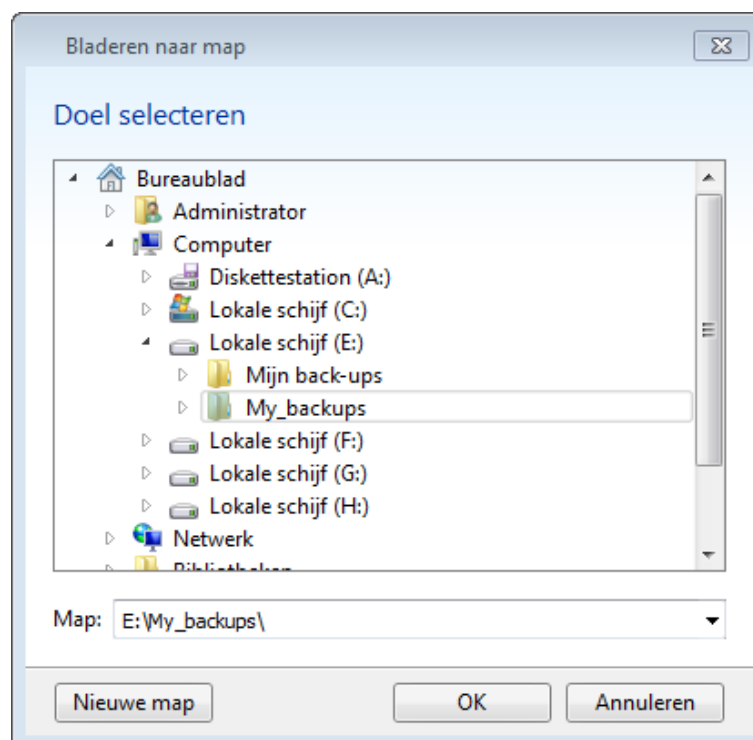 Bladeren naar map
Doel selecteren
Bureaublad
Administrator
Computer
Diskettestation (A:)
Lokale schijf (C:)
Lokale schijf (E:)
Mijn back-ups
My_backups
Lokale schijf (F:)
Lokale schijf (G:)
Lokale schijf (H:)
Netwerk
Bibliotheken
Map: E:\My_backups\
Nieuwe map OK Annuleren